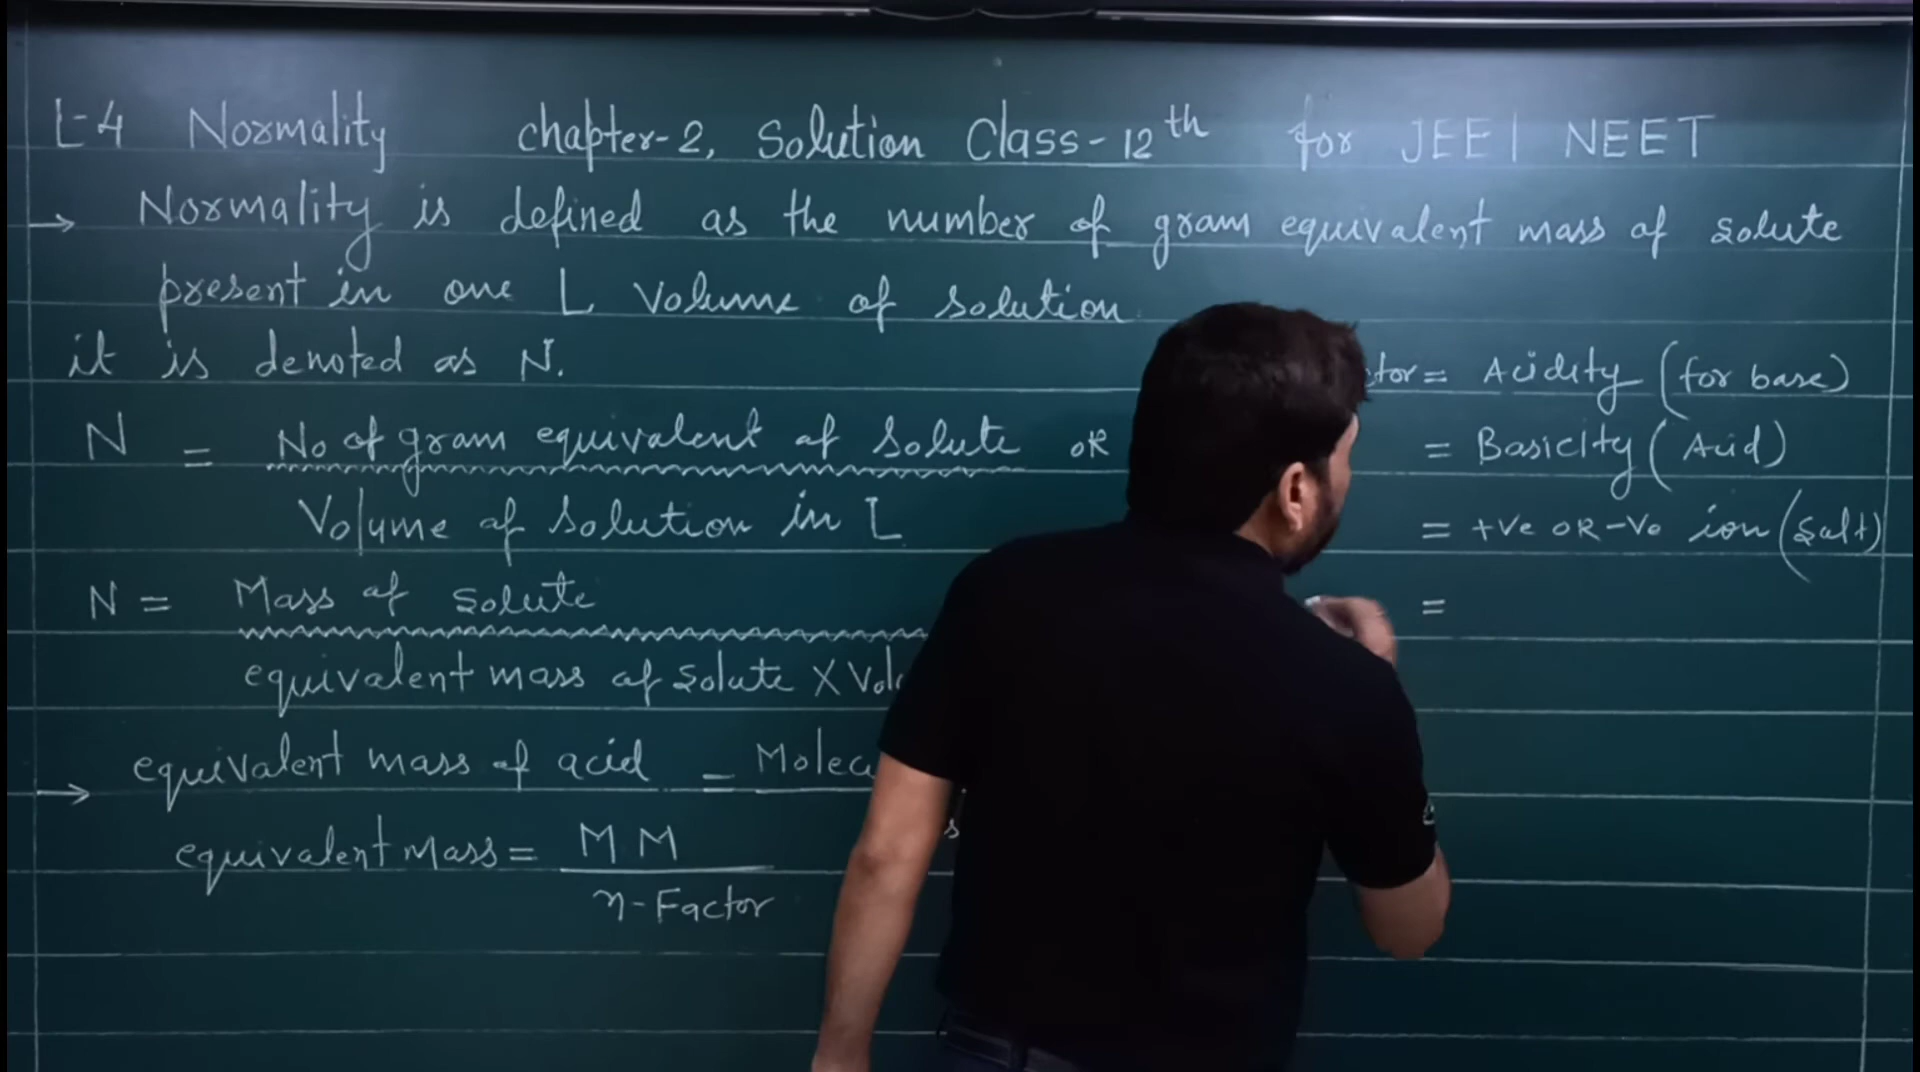 L-4 Normality chapter-2, Solution Class-12th for JEE| NEET
→ Normality is defined as the number of gram equivalent mass of solute
present in one L Volume of solution
it is denoted as N.
N = No of gram equivalent of solute OR
Volume of solution in L
N = Mass of solute
equivalent mass of solute X
→ equivalent mass of acid =
equivalent Mass = M M
n-Factor
= Acidity (for base)
= Basicity (Acid)
= +ve OR -Ve ion (Salt)
=